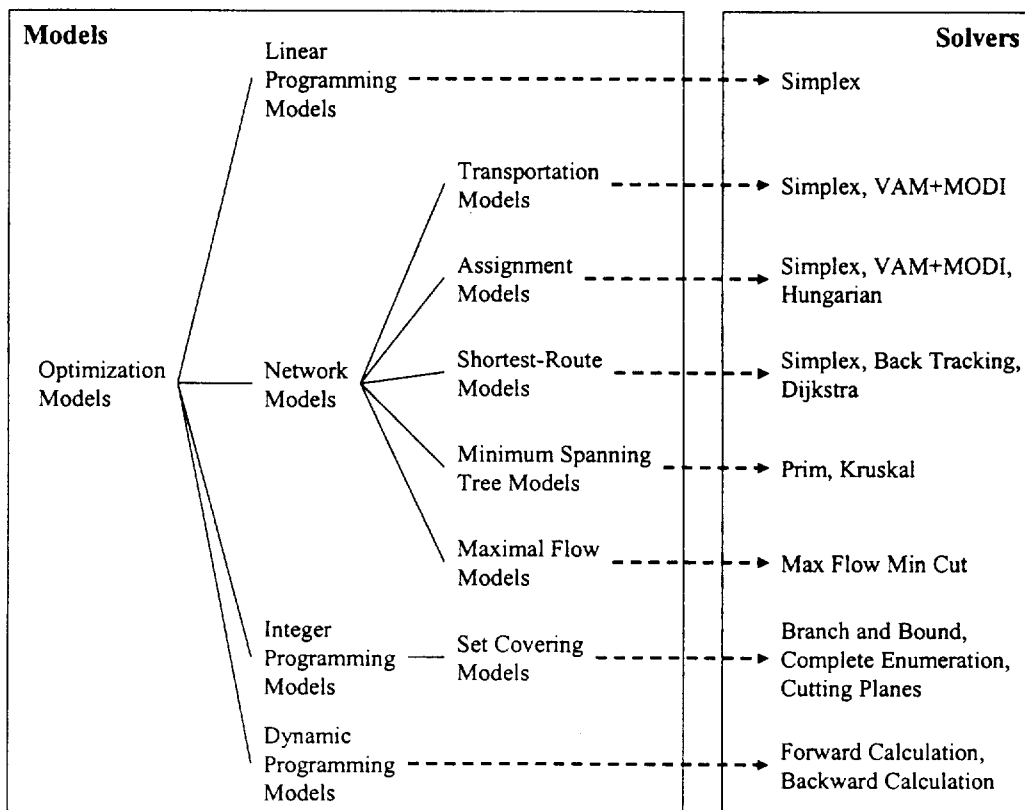 Models
Solvers
Linear
Programming
Models
Simplex
Transportation
Models
Simplex, VAM+MODI
Assignment
Models
Simplex, VAM+MODI,
Hungarian
Optimization
Models
Network
Models
Shortest-Route
Models
Simplex, Back Tracking,
Dijkstra
Minimum Spanning
Tree Models
Prim, Kruskal
Maximal Flow
Models
Max Flow Min Cut
Integer
Programming
Models
Set Covering
Models
Branch and Bound,
Complete Enumeration,
Cutting Planes
Dynamic
Programming
Models
Forward Calculation,
Backward Calculation